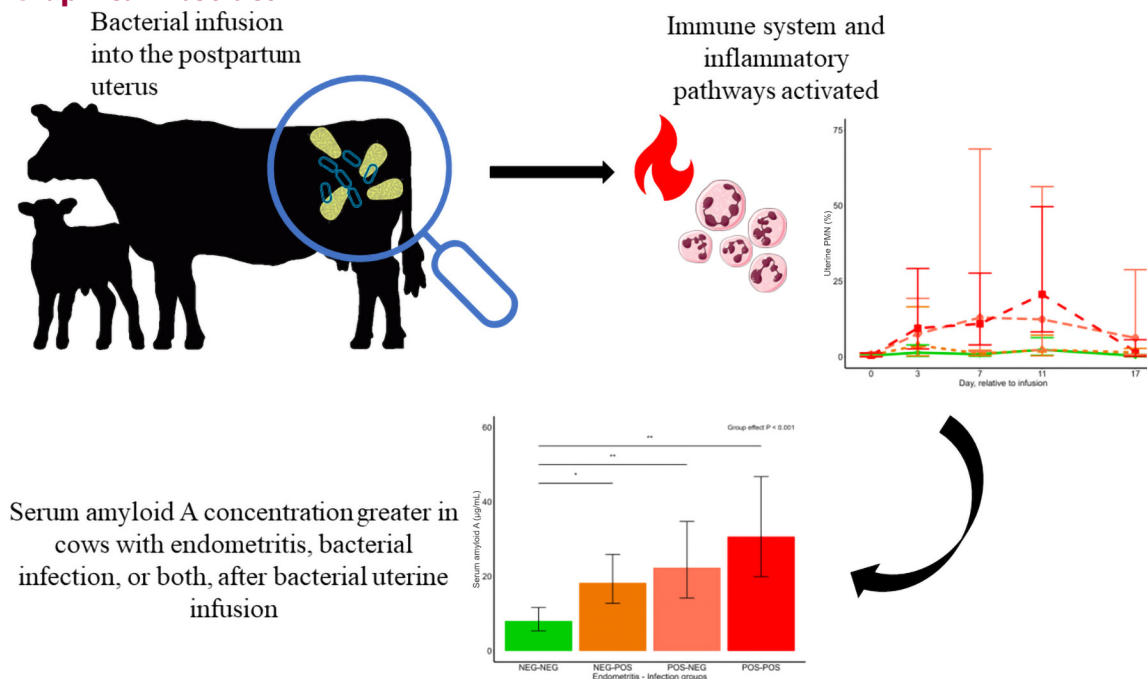 Bacterial infusion
into the postpartum
uterus
Immune system and
inflammatory
pathways activated
75
50
25
0
Uterine PMN (%)
0 3 7 11 17
Day, relative to infusion
Serum amyloid A concentration greater in
cows with endometritis, bacterial
infection, or both, after bacterial uterine
infusion
60
40
20
0
Serum amyloid A (µg/mL)
Group effect P < 0.001
**
**
*
NEG-NEG NEG-POS POS-NEG POS-POS
Endometritis - Infection groups